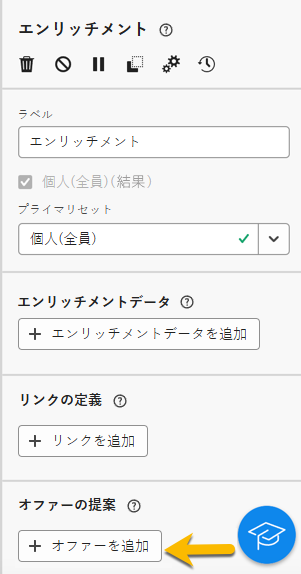 エンリッチメント
ラベル
エンリッチメント
個人(全員)(結果)
プライマリセット
個人(全員)
エンリッチメントデータ
+ エンリッチメントデータを追加
リンクの定義
+ リンクを追加
オファーの提案
+ オファーを追加